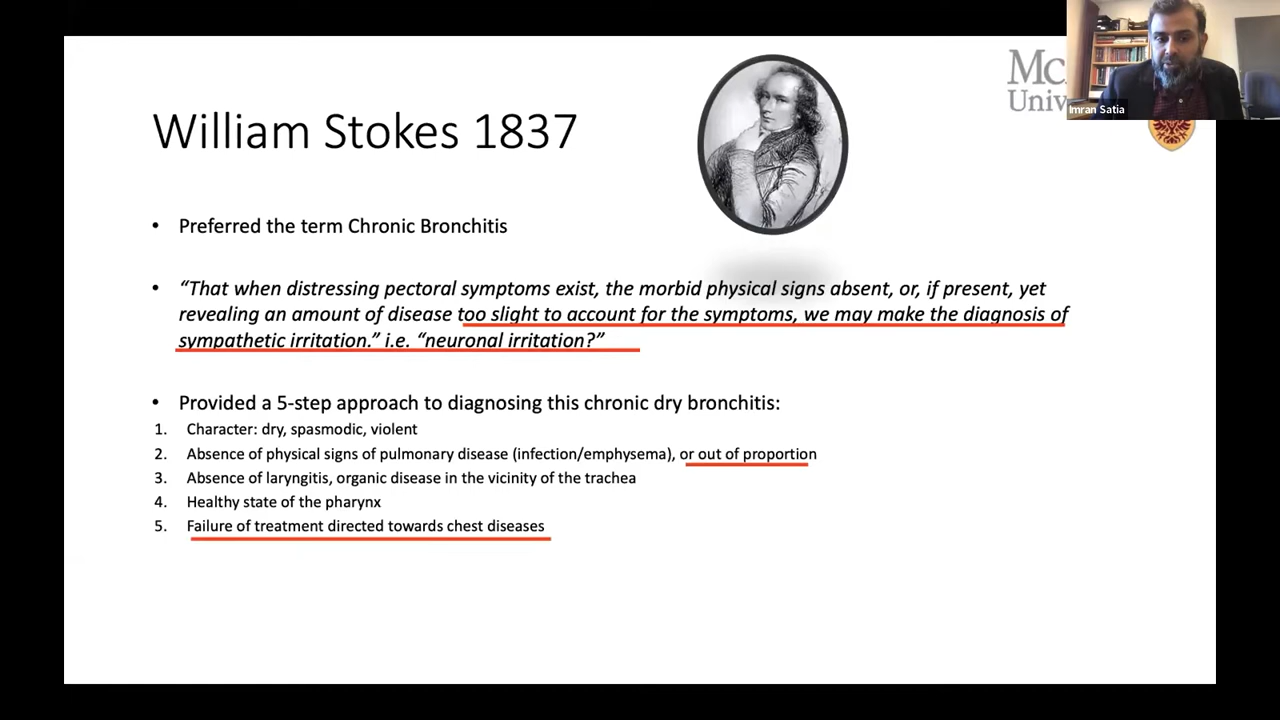 Mc
Univ
Imran Satia
William Stokes 1837
• Preferred the term Chronic Bronchitis
• “That when distressing pectoral symptoms exist, the morbid physical signs absent, or, if present, yet
revealing an amount of disease too slight to account for the symptoms, we may make the diagnosis of
sympathetic irritation.” i.e. “neuronal irritation?”
• Provided a 5-step approach to diagnosing this chronic dry bronchitis:
1. Character: dry, spasmodic, violent
2. Absence of physical signs of pulmonary disease (infection/emphysema), or out of proportion
3. Absence of laryngitis, organic disease in the vicinity of the trachea
4. Healthy state of the pharynx
5. Failure of treatment directed towards chest diseases